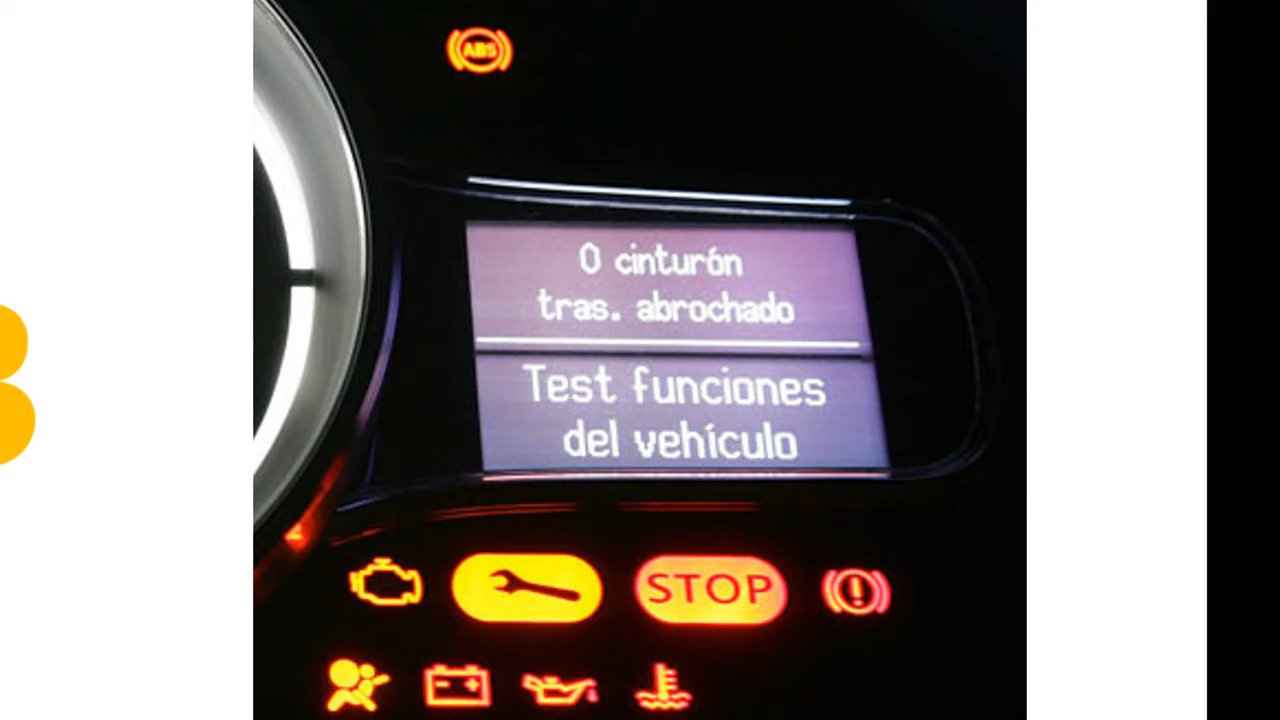 ABS
0 cinturón
tras. abrochado
Test funciones
del vehículo
STOP